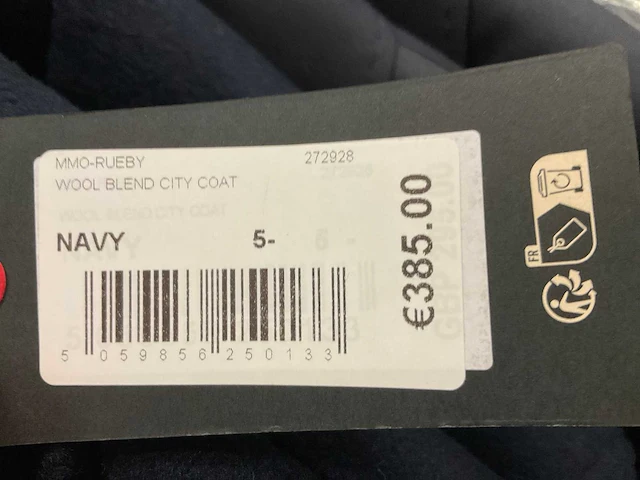 MMO-RUEBY 272928
WOOL BLEND CITY COAT
NAVY 5-
€385.00
5 059856 250133
FR